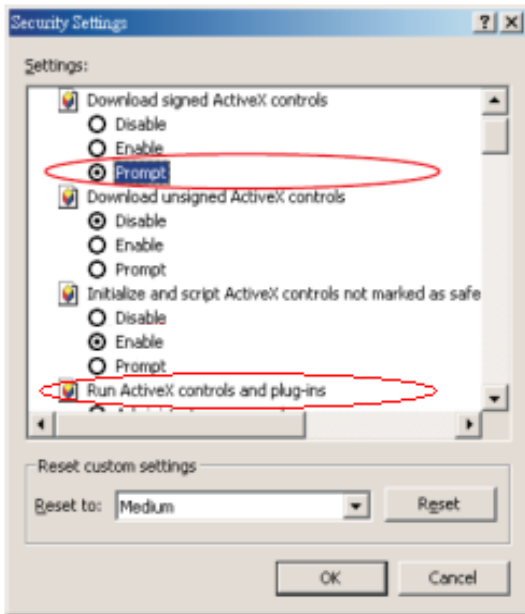 Security Settings
Settings:
Download signed ActiveX controls
Disable
Enable
Prompt
Download unsigned ActiveX controls
Disable
Enable
Prompt
Initialize and script ActiveX controls not marked as safe
Disable
Enable
Prompt
Run ActiveX controls and plug-ins
Reset custom settings
Reset to: Medium Reset
OK Cancel